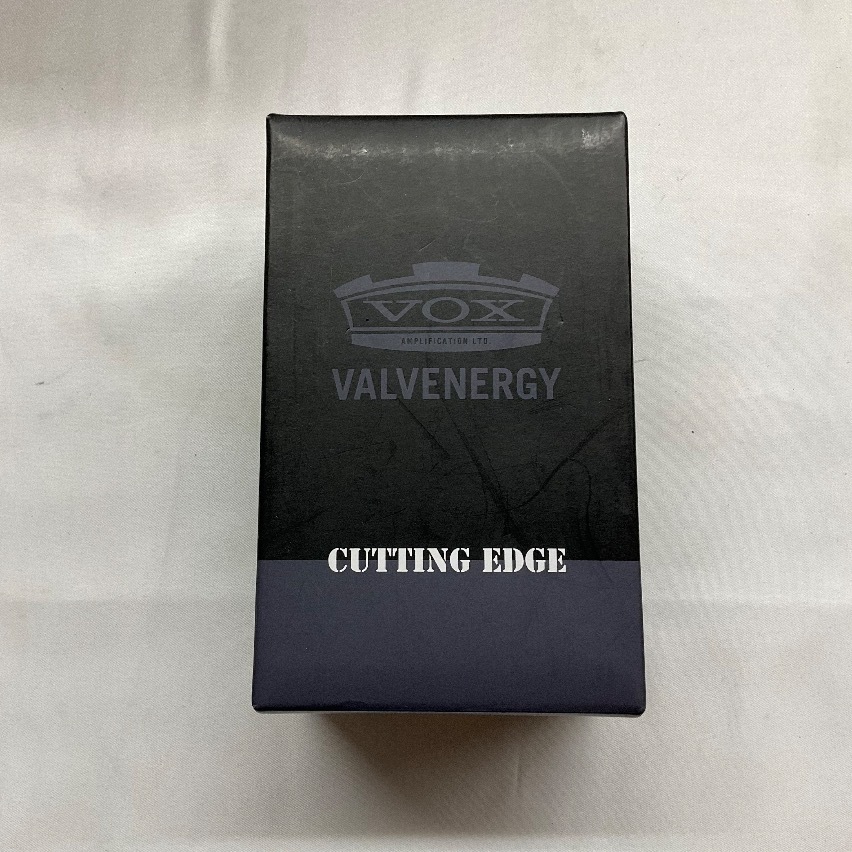 VOX
AMPLIFICATION LTD.
VALVENERGY
CUTTING EDGE